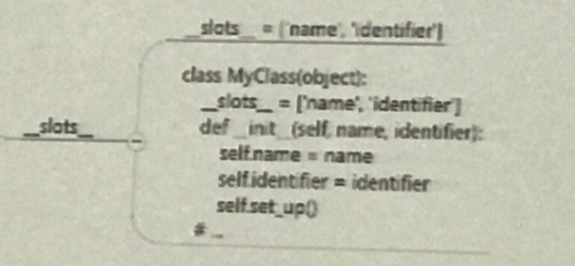 __slots__
__slots__ = ['name', 'identifier']
class MyClass(object):
__slots__ = ['name', 'identifier']
def __init__(self, name, identifier):
self.name = name
self.identifier = identifier
self.set_up()
# ...